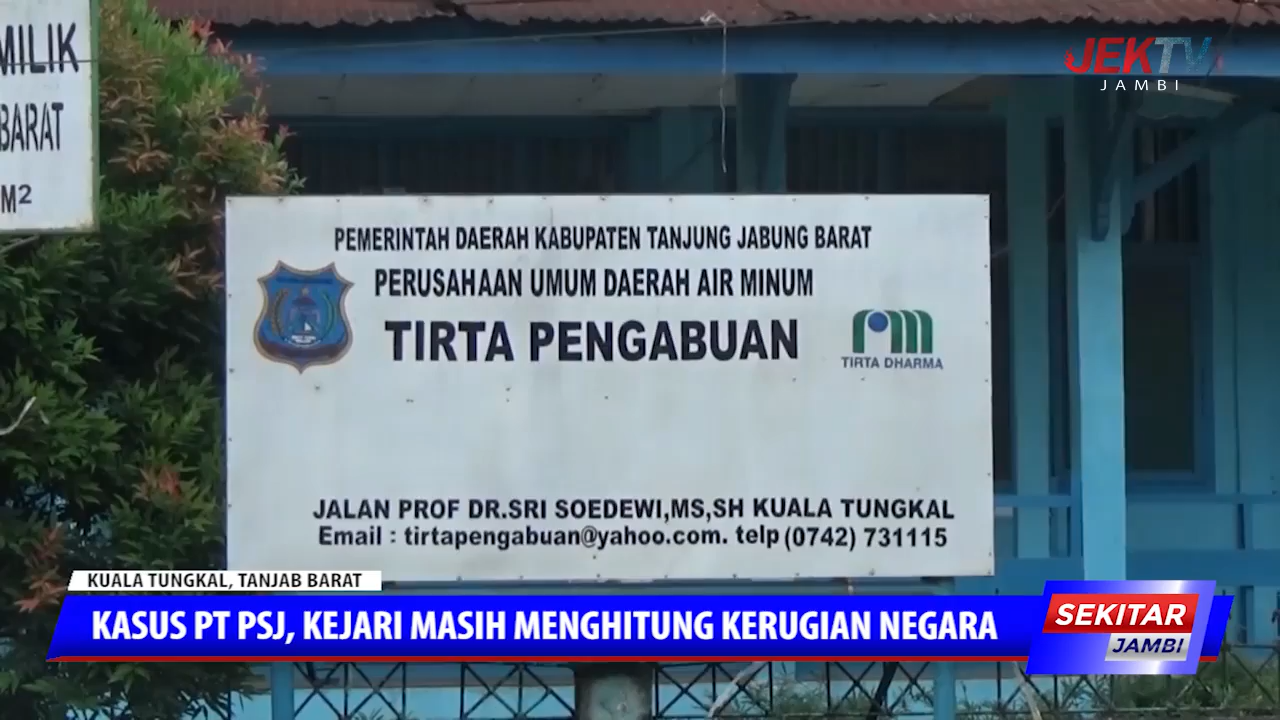 MILIK
BARAT
M²
JEKTV
JAMBI
PEMERINTAH DAERAH KABUPATEN TANJUNG JABUNG BARAT
PERUSAHAAN UMUM DAERAH AIR MINUM
TIRTA PENGABUAN
TIRTA DHARMA
JALAN PROF DR.SRI SOEDEWI,MS,SH KUALA TUNGKAL
Email : tirtapengabuan@yahoo.com. telp (0742) 731115
KUALA TUNGKAL, TANJAB BARAT
KASUS PT PSJ, KEJARI MASIH MENGHITUNG KERUGIAN NEGARA
SEKITAR
JAMBI